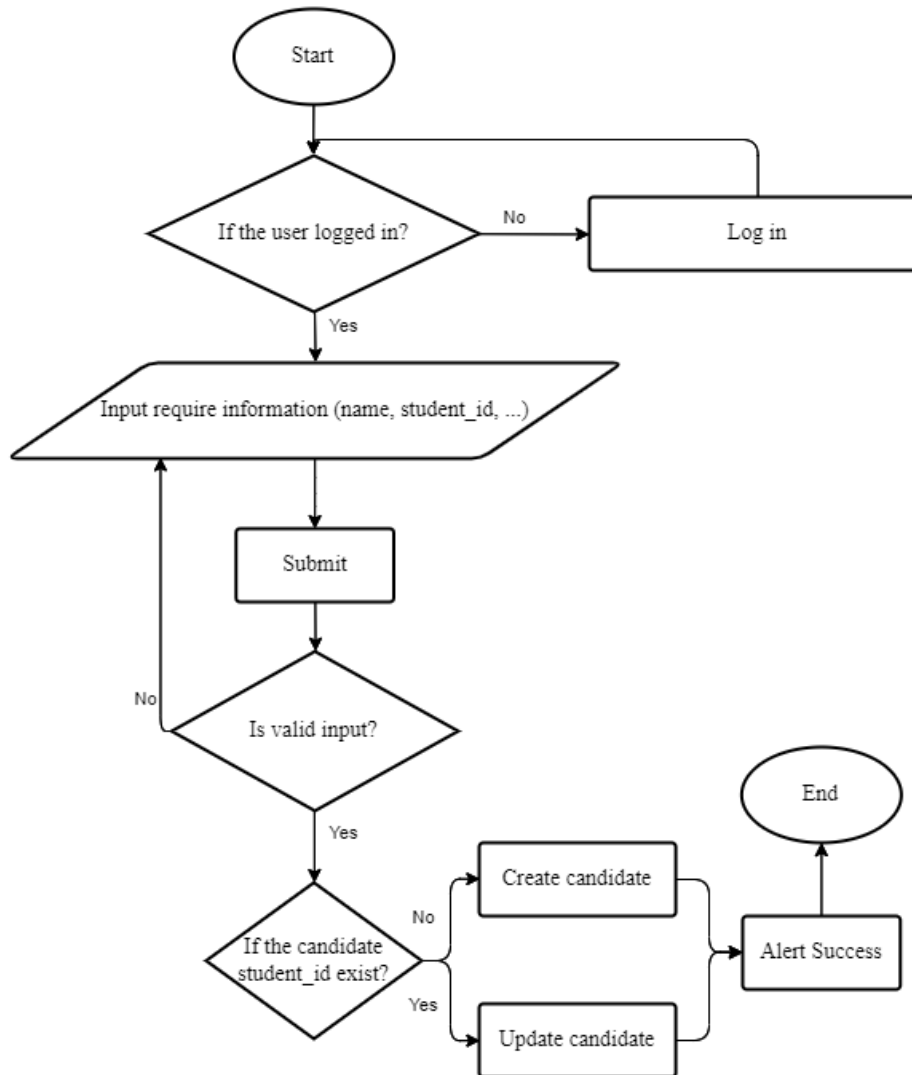 Start
If the user logged in?
No
Log in
Yes
Input require information (name, student_id, ...)
Submit
No
Is valid input?
Yes
End
Create candidate
No
If the candidate
student_id exist?
Alert Success
Yes
Update candidate